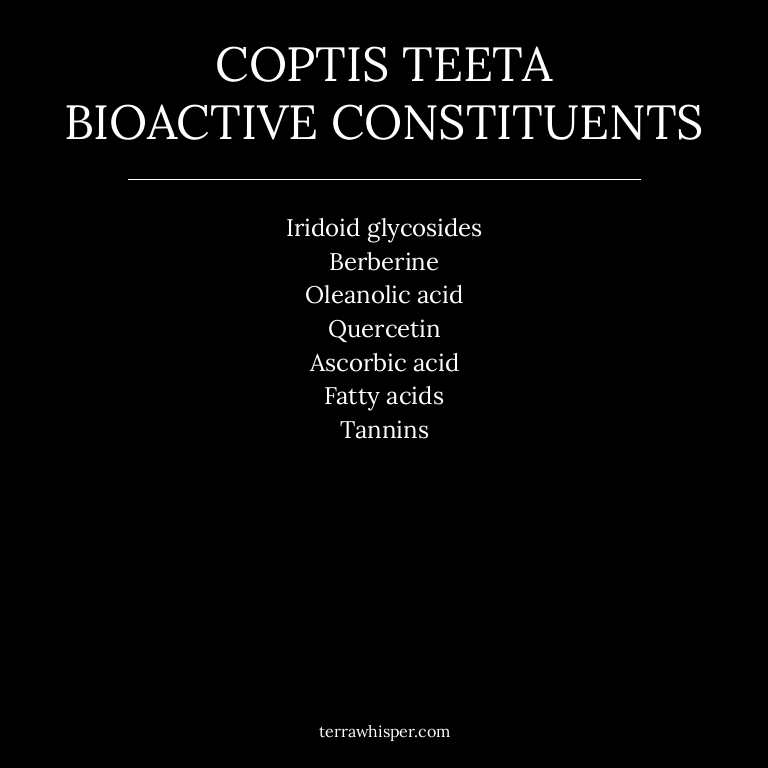 COPTIS TEETA
BIOACTIVE CONSTITUENTS
Iridoid glycosides
Berberine
Oleanolic acid
Quercetin
Ascorbic acid
Fatty acids
Tannins
terrawhisper.com